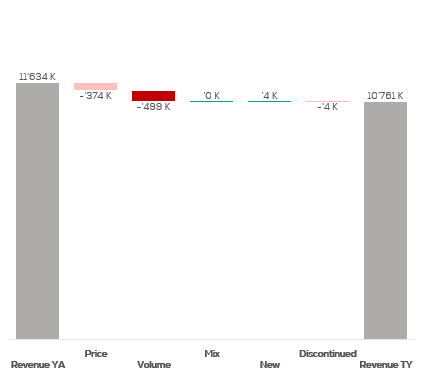 11'634 K
-'374 K
-'499 K
'0 K
'4 K
-'4 K
10'761 K
Price
Mix
Discontinued
Revenue YA
Volume
New
Revenue TY